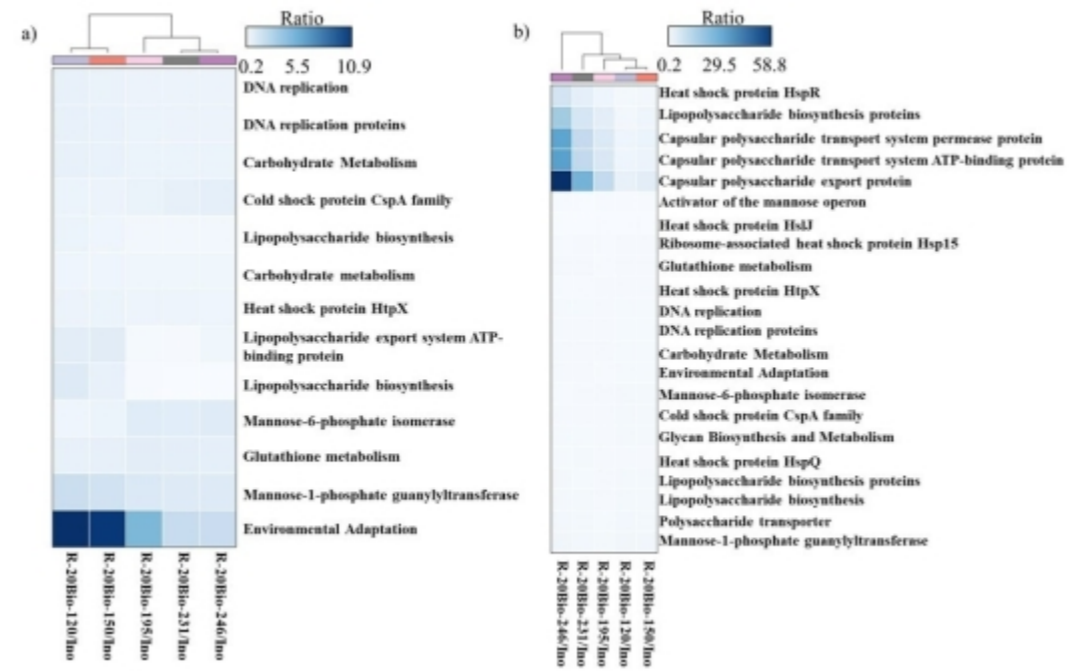 a)
Ratio
0.2 5.5 10.9
DNA replication
DNA replication proteins
Carbohydrate Metabolism
Cold shock protein CspA family
Lipopolysaccharide biosynthesis
Carbohydrate metabolism
Heat shock protein HtpX
Lipopolysaccharide export system ATP-
binding protein
Lipopolysaccharide biosynthesis
Mannose-6-phosphate isomerase
Glutathione metabolism
Mannose-1-phosphate guanylyltransferase
Environmental Adaptation
R-20Bio-120/Ino
R-20Bio-150/Ino
R-20Bio-195/Ino
R-20Bio-231/Ino
R-20Bio-246/Ino
b)
Ratio
0.2 29.5 58.8
Heat shock protein HspR
Lipopolysaccharide biosynthesis proteins
Capsular polysaccharide transport system permease protein
Capsular polysaccharide transport system ATP-binding protein
Capsular polysaccharide export protein
Activator of the mannose operon
Heat shock protein HslJ
Ribosome-associated heat shock protein Hsp15
Glutathione metabolism
Heat shock protein HtpX
DNA replication
DNA replication proteins
Carbohydrate Metabolism
Environmental Adaptation
Mannose-6-phosphate isomerase
Cold shock protein CspA family
Glycan Biosynthesis and Metabolism
Heat shock protein HspQ
Lipopolysaccharide biosynthesis proteins
Lipopolysaccharide biosynthesis
Polysaccharide transporter
Mannose-1-phosphate guanylyltransferase
R-20Bio-246/Ino
R-20Bio-231/Ino
R-20Bio-195/Ino
R-20Bio-120/Ino
R-20Bio-150/Ino